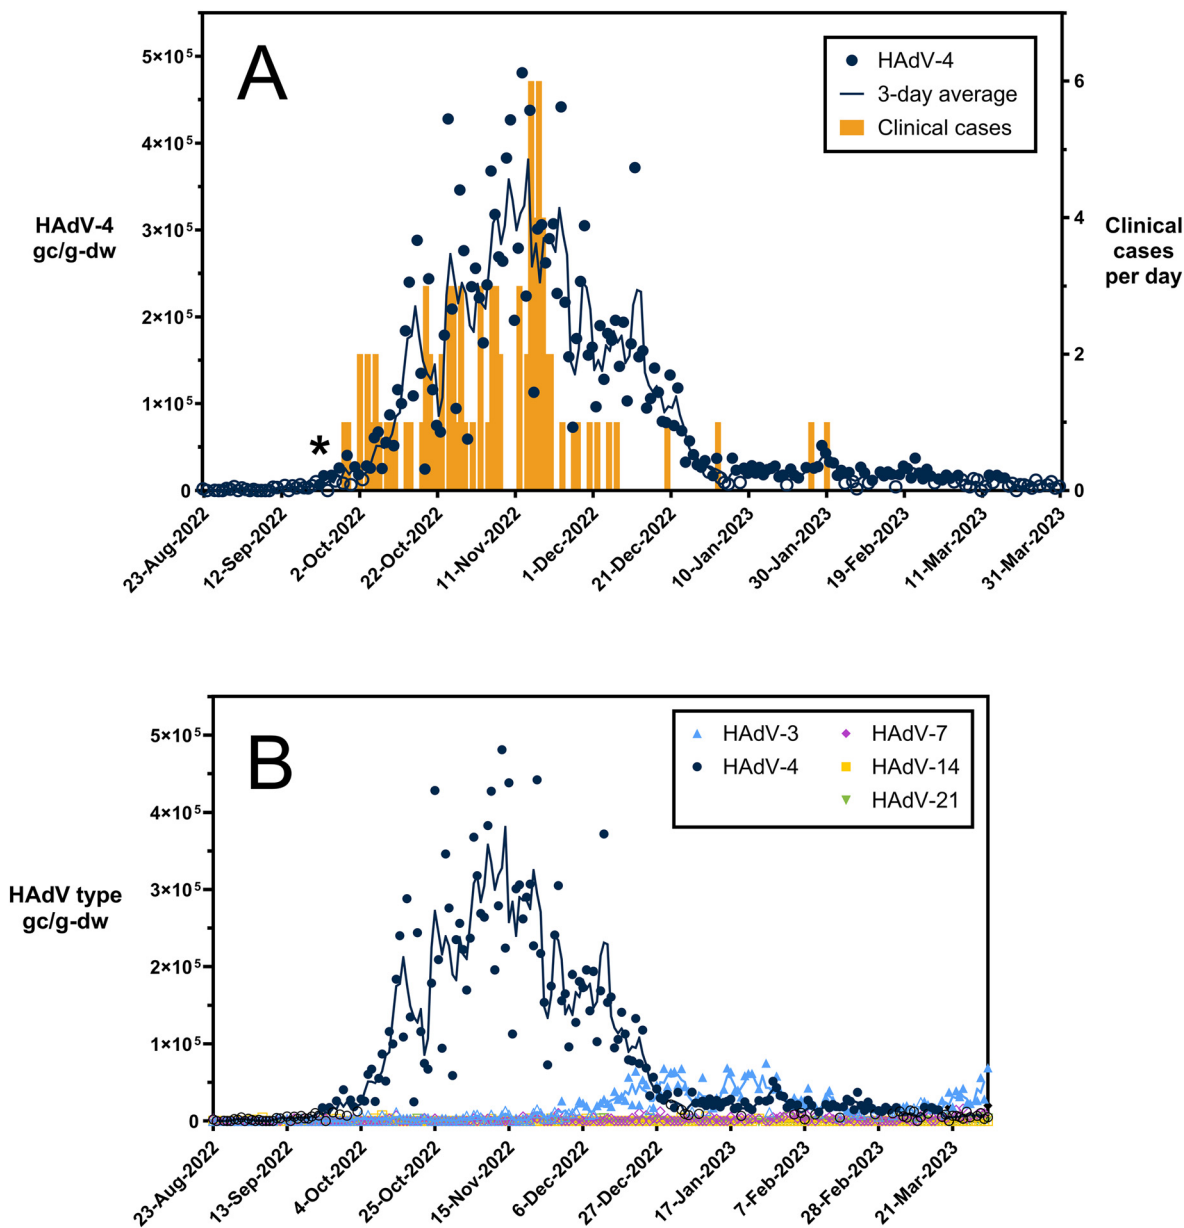 A
HAdV-4
3-day average
Clinical cases
5×10⁵
4×10⁵
3×10⁵
2×10⁵
1×10⁵
0
HAdV-4
gc/g-dw
6
4
2
0
Clinical
cases
per day
*
23-Aug-2022
12-Sep-2022
2-Oct-2022
22-Oct-2022
11-Nov-2022
1-Dec-2022
21-Dec-2022
10-Jan-2023
30-Jan-2023
19-Feb-2023
11-Mar-2023
31-Mar-2023
B
HAdV-3
HAdV-4
HAdV-7
HAdV-14
HAdV-21
5×10⁵
4×10⁵
3×10⁵
2×10⁵
1×10⁵
0
HAdV type
gc/g-dw
23-Aug-2022
13-Sep-2022
4-Oct-2022
25-Oct-2022
15-Nov-2022
6-Dec-2022
27-Dec-2022
17-Jan-2023
7-Feb-2023
28-Feb-2023
21-Mar-2023